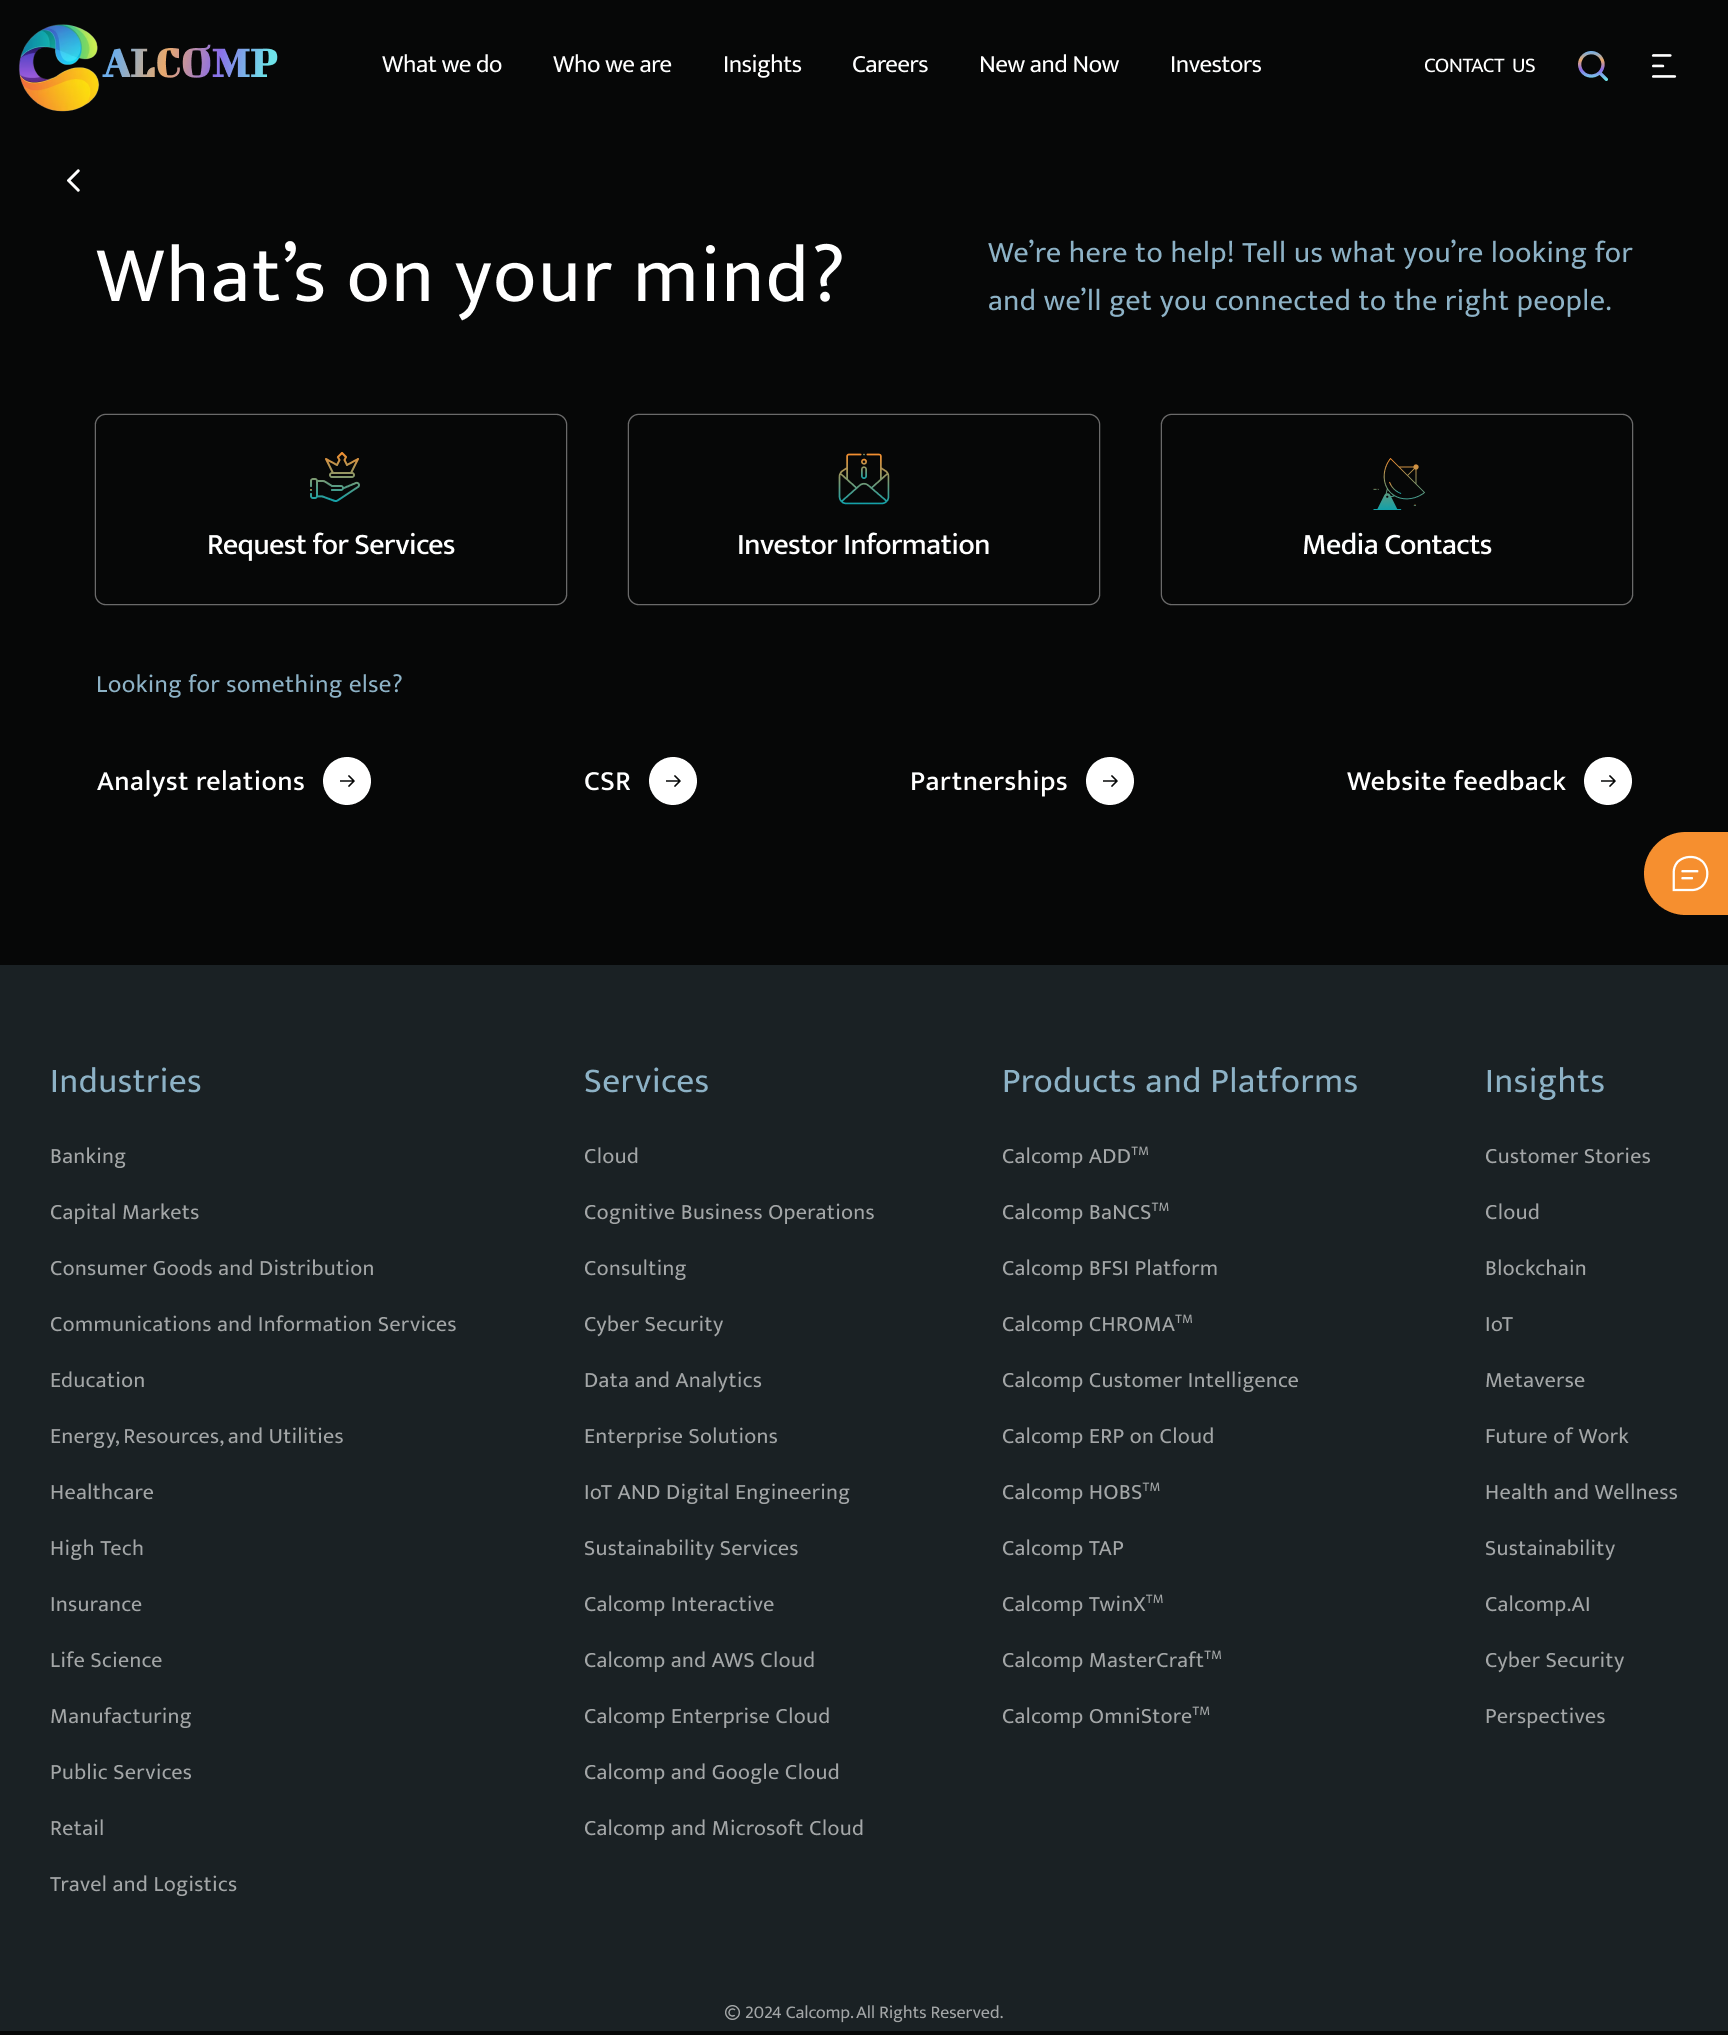 ALCOMP
What we do
Who we are
Insights
Careers
New and Now
Investors
CONTACT US
What’s on your mind?
We’re here to help! Tell us what you’re looking for
and we’ll get you connected to the right people.
Request for Services
Investor Information
Media Contacts
Looking for something else?
Analyst relations
CSR
Partnerships
Website feedback
Industries
Banking
Capital Markets
Consumer Goods and Distribution
Communications and Information Services
Education
Energy, Resources, and Utilities
Healthcare
High Tech
Insurance
Life Science
Manufacturing
Public Services
Retail
Travel and Logistics
Services
Cloud
Cognitive Business Operations
Consulting
Cyber Security
Data and Analytics
Enterprise Solutions
IoT AND Digital Engineering
Sustainability Services
Calcomp Interactive
Calcomp and AWS Cloud
Calcomp Enterprise Cloud
Calcomp and Google Cloud
Calcomp and Microsoft Cloud
Products and Platforms
Calcomp ADD™
Calcomp BaNCS™
Calcomp BFSI Platform
Calcomp CHROMA™
Calcomp Customer Intelligence
Calcomp ERP on Cloud
Calcomp HOBS™
Calcomp TAP
Calcomp TwinX™
Calcomp MasterCraft™
Calcomp OmniStore™
Insights
Customer Stories
Cloud
Blockchain
IoT
Metaverse
Future of Work
Health and Wellness
Sustainability
Calcomp.AI
Cyber Security
Perspectives
© 2024 Calcomp. All Rights Reserved.